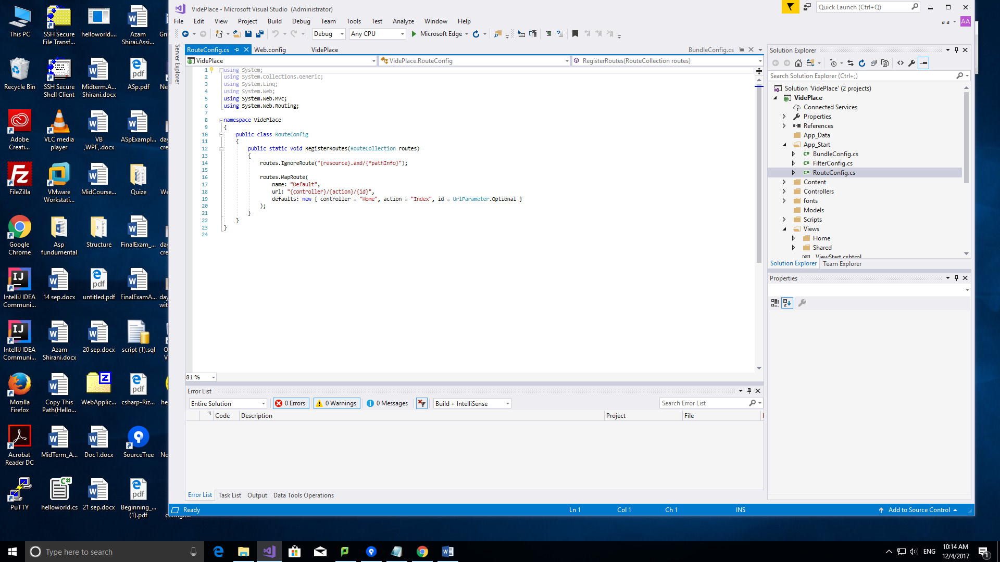 VidePlace - Microsoft Visual Studio (Administrator)
Quick Launch (Ctrl+Q)
File Edit View Project Build Debug Team Tools Test Analyze Window Help
a a AA
Debug Any CPU Microsoft Edge
Server Explorer
RouteConfig.cs Web.config VidePlace BundleConfig.cs
VidePlace VidePlace.RouteConfig RegisterRoutes(RouteCollection routes)
1 using System;
2 using System.Collections.Generic;
3 using System.Linq;
4 using System.Web;
5 using System.Web.Mvc;
6 using System.Web.Routing;
7
8 namespace VidePlace
9 {
10 public class RouteConfig
11 {
12 public static void RegisterRoutes(RouteCollection routes)
13 {
14 routes.IgnoreRoute("{resource}.axd/{*pathInfo}");
15
16 routes.MapRoute(
17 name: "Default",
18 url: "{controller}/{action}/{id}",
19 defaults: new { controller = "Home", action = "Index", id = UrlParameter.Optional }
20 );
21 }
22 }
23 }
24
81 %
Error List
Entire Solution 0 Errors 0 Warnings 0 Messages Build + IntelliSense Search Error List
Code Description Project File
Error List Task List Output Data Tools Operations
Ready Ln 1 Col 1 Ch 1 INS Add to Source Control
Solution Explorer
Search Solution Explorer (Ctrl+;)
Solution 'VidePlace' (2 projects)
VidePlace
Connected Services
Properties
References
App_Data
App_Start
BundleConfig.cs
FilterConfig.cs
RouteConfig.cs
Content
Controllers
fonts
Models
Scripts
Views
Home
Shared
_ViewStart.cshtml
Solution Explorer Team Explorer
Properties
This PC
SSH Secure
File Transf...
helloworld....
Azam
Shirai.Assi...
Recycle Bin
SSH Secure
Shell Client
Midterm.A...
Shirani.docx
ASp.pdf
Adobe
Creati...
VLC media
player
VB
,WPF,.docx
ASpExampl...
FileZilla
VMware
Workstati...
MidCourse...
Quize
Google
Chrome
Asp
fundumental
Structure
FinalExam_...
IntelliJ IDEA
Communi...
14 sep.docx
untitled.pdf
FinalExamA...
IntelliJ IDEA
Communi...
Azam
Shirani.docx
20 sep.docx
script (1).sql
Mozilla
Firefox
Copy This
Path(Hello...
WebApplic...
csharp-Riz...
Acrobat
Reader DC
MidTerm_A...
Doc1.docx
SourceTree
PuTTY
helloworld.cs
21 sep.docx
Beginning_...
(1).pdf
Type here to search
ENG
10:14 AM
12/4/2017
1